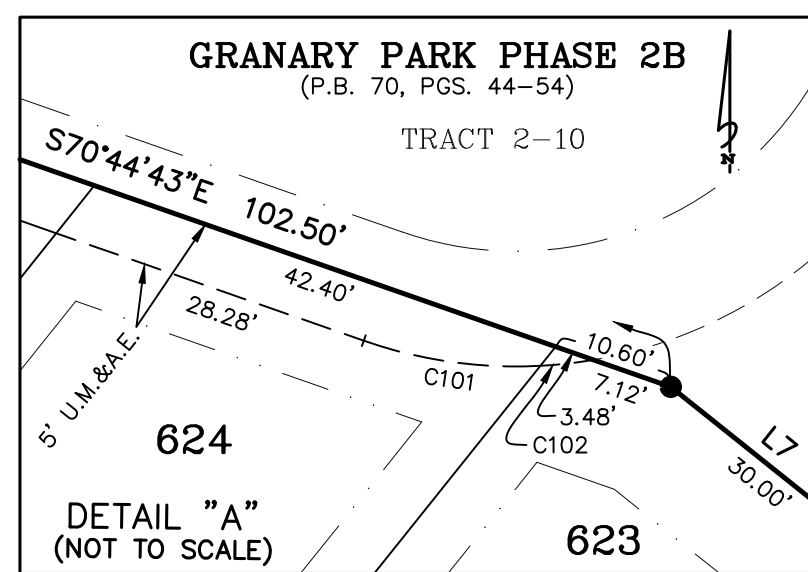 GRANARY PARK PHASE 2B
(P.B. 70, PGS. 44-54)
TRACT 2-10
N
S70°44'43"E 102.50'
42.40'
28.28'
5' U.M.&A.E.
C101
10.60'
7.12'
3.48'
C102
L7
30.00'
624
623
DETAIL "A"
(NOT TO SCALE)